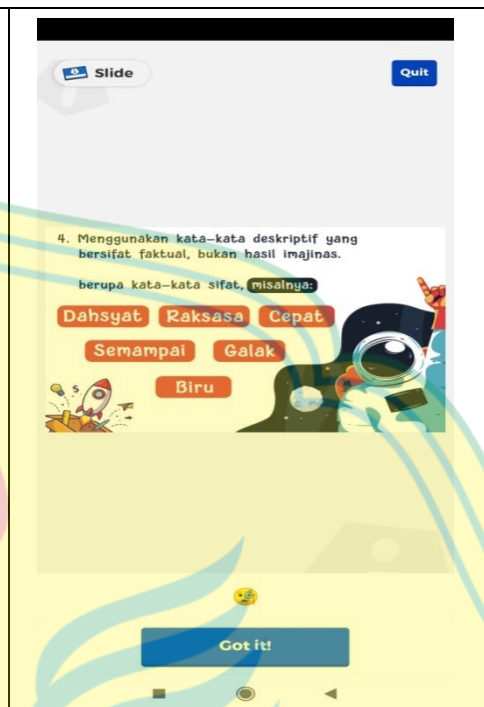 Slide
Quit
4. Menggunakan kata-kata deskriptif yang
bersifat faktual, bukan hasil imajinas.
berupa kata-kata sifat, misalnya:
Dahsyat Raksasa Cepat
Semampai Galak
Biru
Got it!